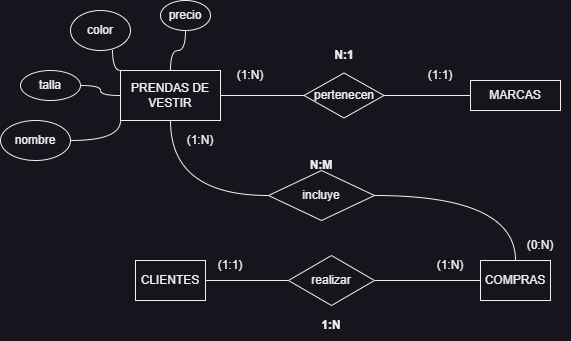 precio
color
N:1
(1:N)
(1:1)
talla
PRENDAS DE
VESTIR
pertenecen
MARCAS
nombre
(1:N)
N:M
incluye
(0:N)
(1:1)
(1:N)
CLIENTES
realizar
COMPRAS
1:N